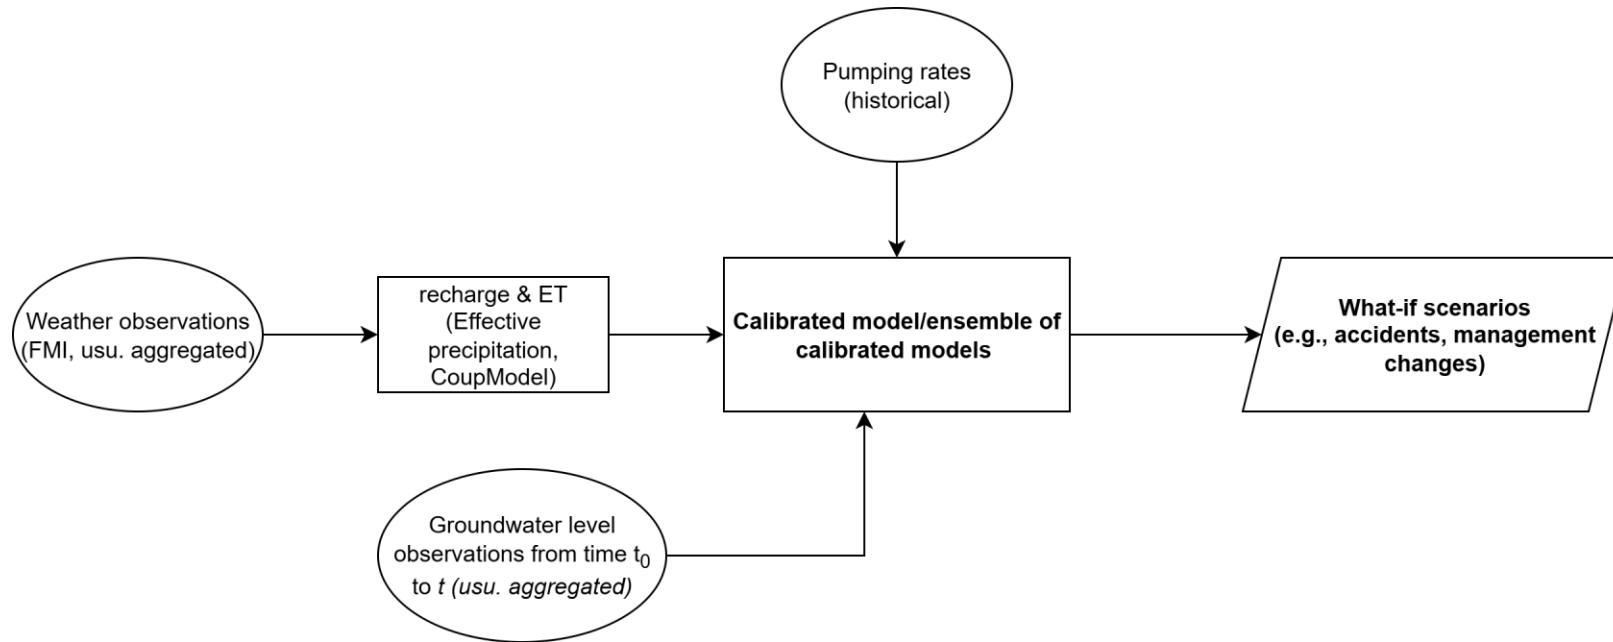 Pumping rates
(historical)
Weather observations
(FMI, usu. aggregated)
recharge & ET
(Effective
precipitation,
CoupModel)
Calibrated model/ensemble of
calibrated models
What-if scenarios
(e.g., accidents, management
changes)
Groundwater level
observations from time t0
to t (usu. aggregated)